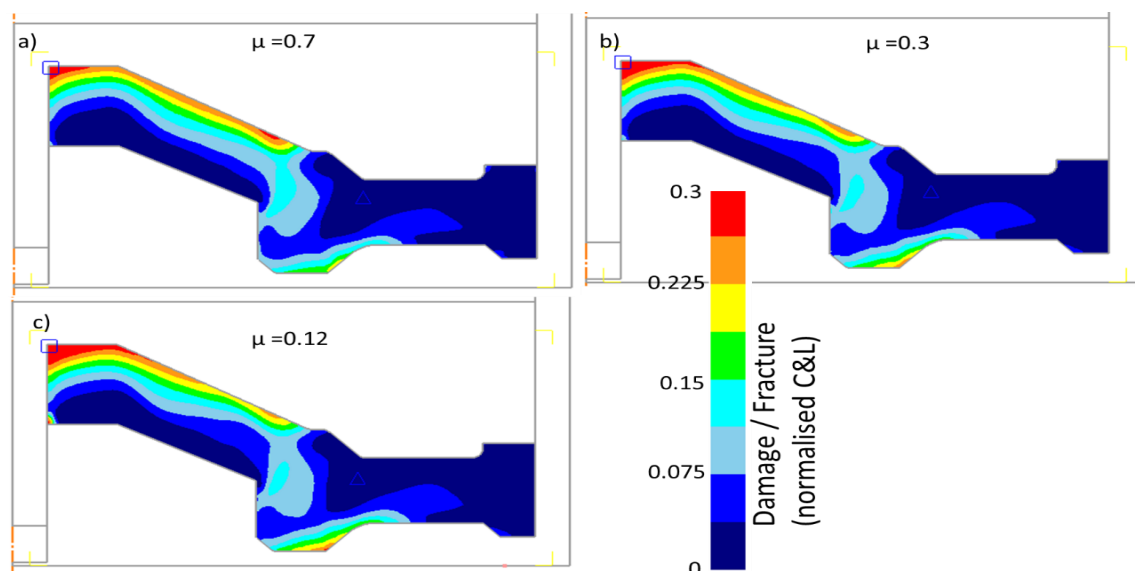 a)
μ =0.7
b)
μ =0.3
c)
μ =0.12
0.3
0.225
0.15
0.075
0
Damage / Fracture
(normalised C&L)